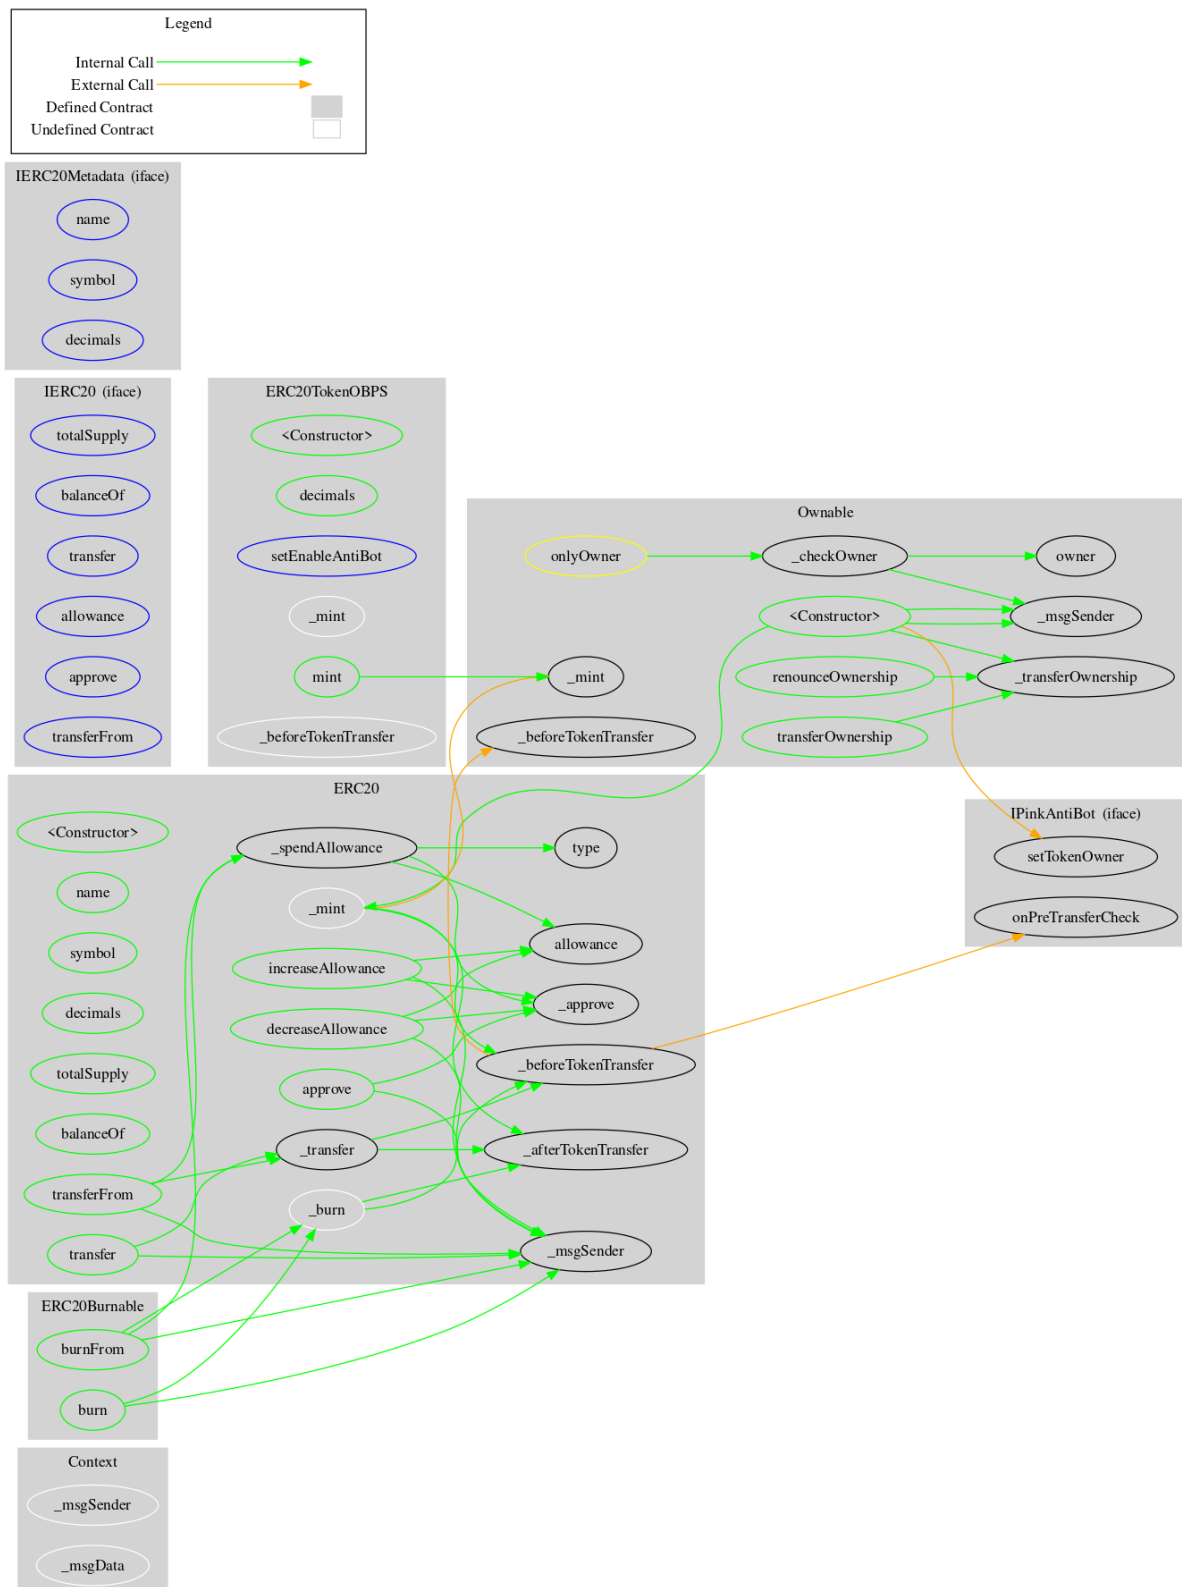 Legend
Internal Call
External Call
Defined Contract
Undefined Contract
IERC20Metadata (iface)
name
symbol
decimals
IERC20 (iface)
totalSupply
balanceOf
transfer
allowance
approve
transferFrom
ERC20TokenOBPS
<Constructor>
decimals
setEnableAntiBot
_mint
mint
_beforeTokenTransfer
Ownable
onlyOwner
_checkOwner
owner
<Constructor>
_msgSender
_mint
renounceOwnership
_transferOwnership
_beforeTokenTransfer
transferOwnership
IPinkAntiBot (iface)
setTokenOwner
onPreTransferCheck
ERC20
<Constructor>
name
symbol
decimals
totalSupply
balanceOf
transferFrom
transfer
_spendAllowance
_mint
increaseAllowance
decreaseAllowance
approve
_transfer
_burn
type
allowance
_approve
_beforeTokenTransfer
_afterTokenTransfer
_msgSender
ERC20Burnable
burnFrom
burn
Context
_msgSender
_msgData